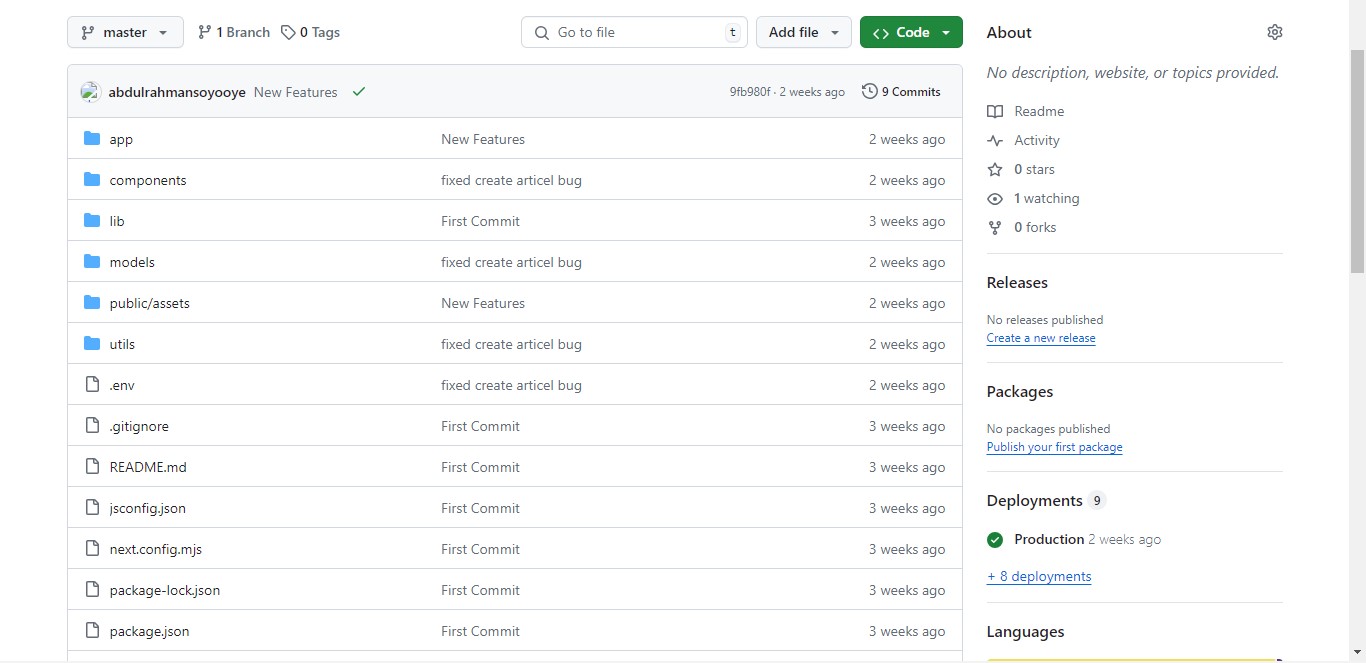 master 1 Branch 0 Tags Go to file t Add file Code
abdulrahmansoyooye New Features 9fb980f · 2 weeks ago 9 Commits
app New Features 2 weeks ago
components fixed create articel bug 2 weeks ago
lib First Commit 3 weeks ago
models fixed create articel bug 2 weeks ago
public/assets New Features 2 weeks ago
utils fixed create articel bug 2 weeks ago
.env fixed create articel bug 2 weeks ago
.gitignore First Commit 3 weeks ago
README.md First Commit 3 weeks ago
jsconfig.json First Commit 3 weeks ago
next.config.mjs First Commit 3 weeks ago
package-lock.json First Commit 3 weeks ago
package.json First Commit 3 weeks ago
About
No description, website, or topics provided.
Readme
Activity
0 stars
1 watching
0 forks
Releases
No releases published
Create a new release
Packages
No packages published
Publish your first package
Deployments 9
Production 2 weeks ago
+ 8 deployments
Languages